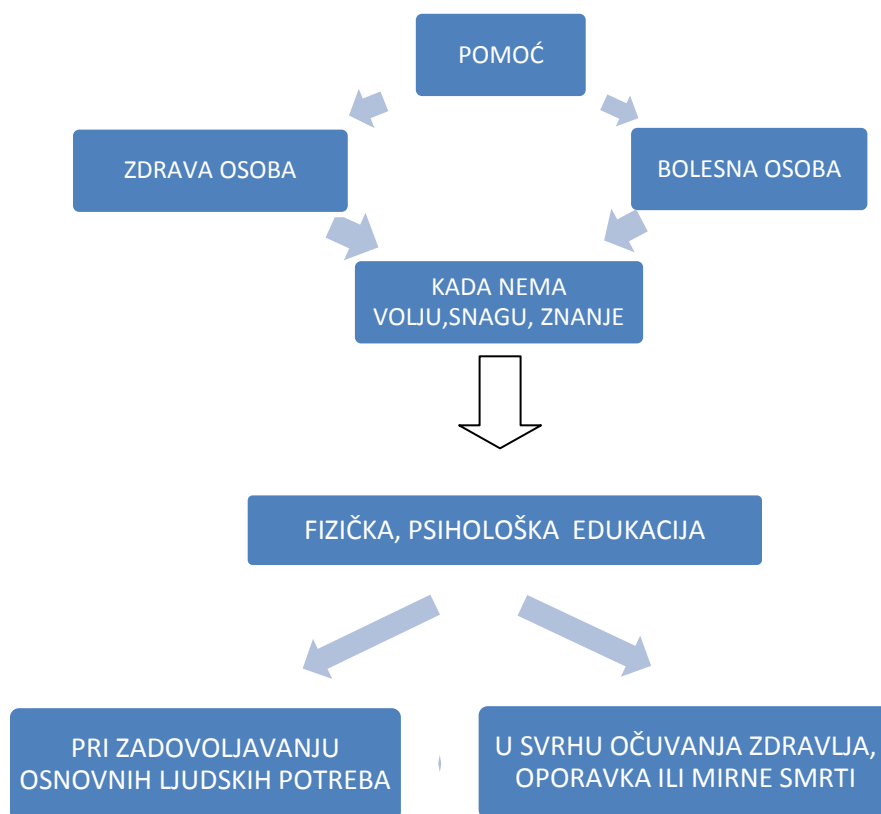 POMOĆ
ZDRAVA OSOBA
BOLESNA OSOBA
KADA NEMA
VOLJU,SNAGU, ZNANJE
FIZIČKA, PSIHOLOŠKA EDUKACIJA
PRI ZADOVOLJAVANJU
OSNOVNIH LJUDSKIH POTREBA
U SVRHU OČUVANJA ZDRAVLJA,
OPORAVKA ILI MIRNE SMRTI